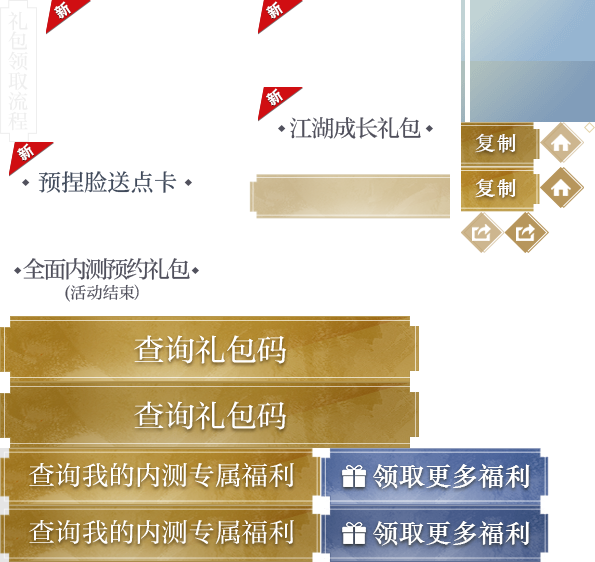 礼包领取流程
新
新
新
江湖成长礼包
复制
新
预捏脸送点卡
复制
全面内测预约礼包
(活动结束)
查询礼包码
查询礼包码
查询我的内测专属福利
领取更多福利
查询我的内测专属福利
领取更多福利